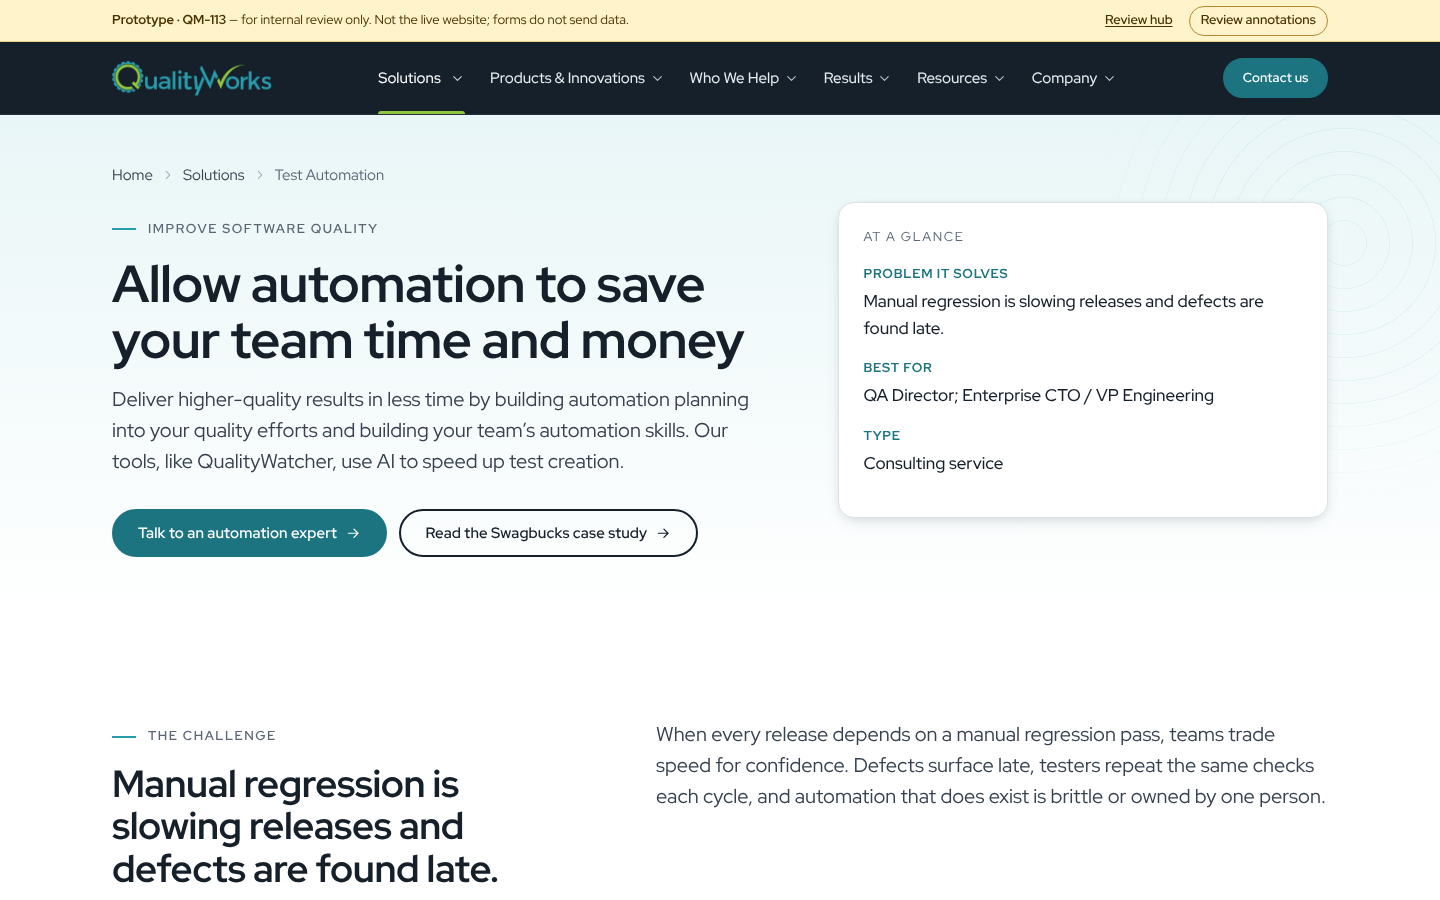 Prototype · QM-113 — for internal review only. Not the live website; forms do not send data.
Review hub
Review annotations
QualityWorks
Solutions
Products & Innovations
Who We Help
Results
Resources
Company
Contact us
Home > Solutions > Test Automation
IMPROVE SOFTWARE QUALITY
Allow automation to save
your team time and money
Deliver higher-quality results in less time by building automation planning
into your quality efforts and building your team’s automation skills. Our
tools, like QualityWatcher, use AI to speed up test creation.
Talk to an automation expert →
Read the Swagbucks case study →
AT A GLANCE
PROBLEM IT SOLVES
Manual regression is slowing releases and defects are
found late.
BEST FOR
QA Director; Enterprise CTO / VP Engineering
TYPE
Consulting service
THE CHALLENGE
Manual regression is
slowing releases and
defects are found late.
When every release depends on a manual regression pass, teams trade
speed for confidence. Defects surface late, testers repeat the same checks
each cycle, and automation that does exist is brittle or owned by one person.